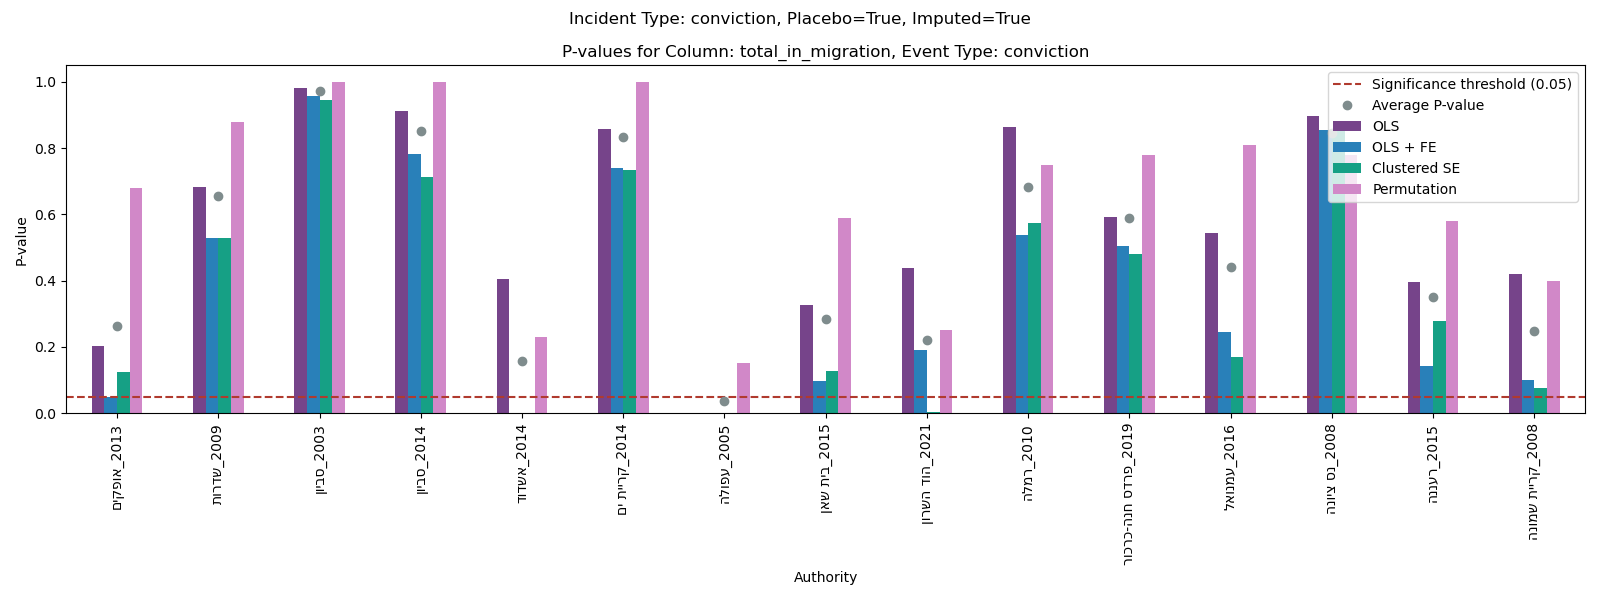 Incident Type: conviction, Placebo=True, Imputed=True
P-values for Column: total_in_migration, Event Type: conviction
Significance threshold (0.05)
Average P-value
OLS
OLS + FE
Clustered SE
Permutation
P-value
1.0
0.8
0.6
0.4
0.2
0.0
אופקים_2013
שדרות_2009
סביון_2003
סביון_2014
אשדוד_2014
קריית ים_2014
עפולה_2005
בית שאן_2015
הוד השרון_2021
רמלה_2010
פרדס חנה-כרכור_2019
עמנואל_2016
נס ציונה_2008
רעננה_2015
קריית שמונה_2008
Authority